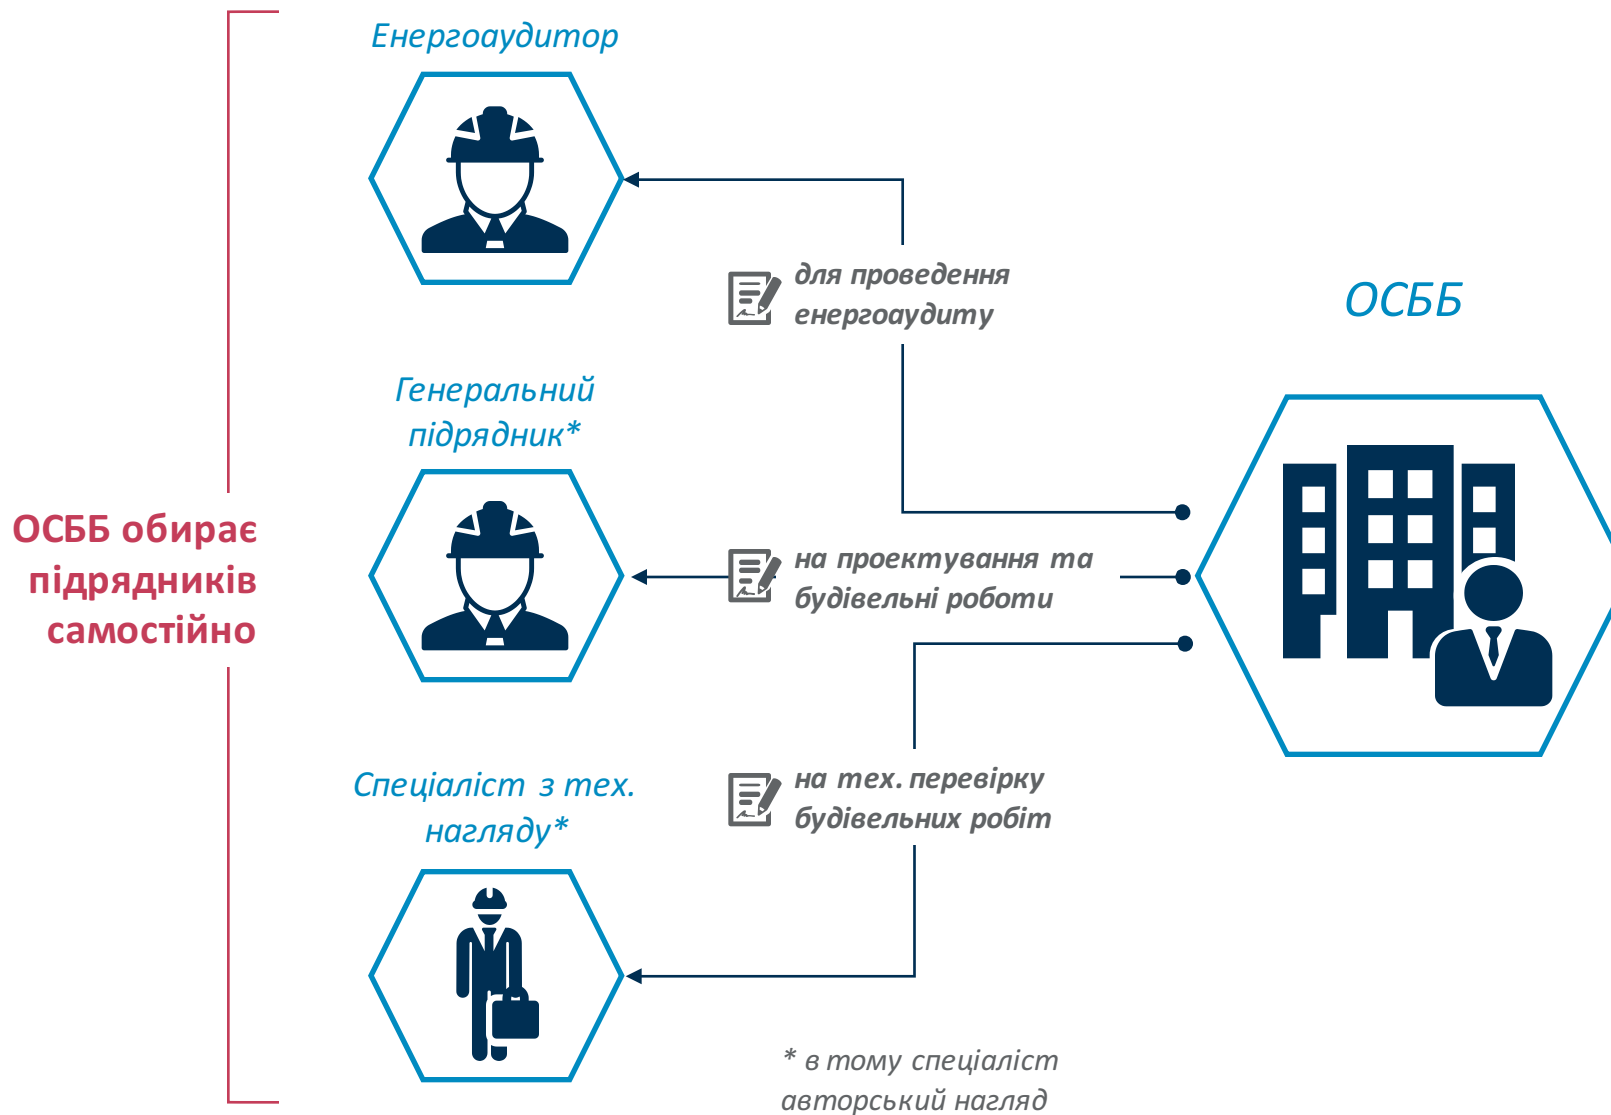 Енергоаудитор
для проведення
енергоаудиту
ОСББ
Генеральний
підрядник*
ОСББ обирає
підрядників
самостійно
на проектування та
будівельні роботи
Спеціаліст з тех.
нагляду*
на тех. перевірку
будівельних робіт
* в тому спеціаліст
авторський нагляд